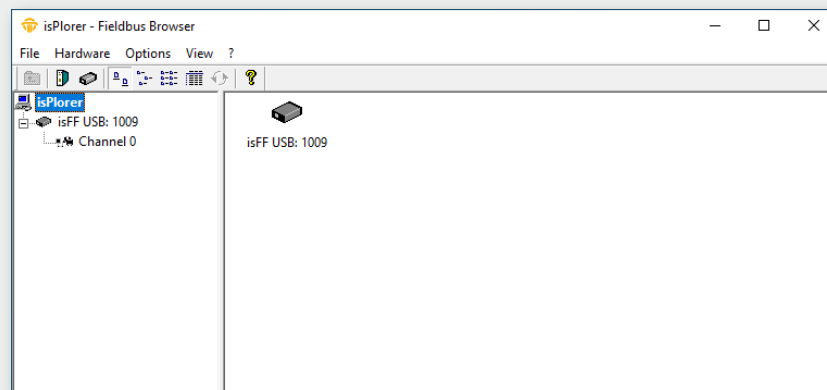 isPlorer - Fieldbus Browser
File Hardware Options View ?
isPlorer
isFF USB: 1009
Channel 0
isFF USB: 1009